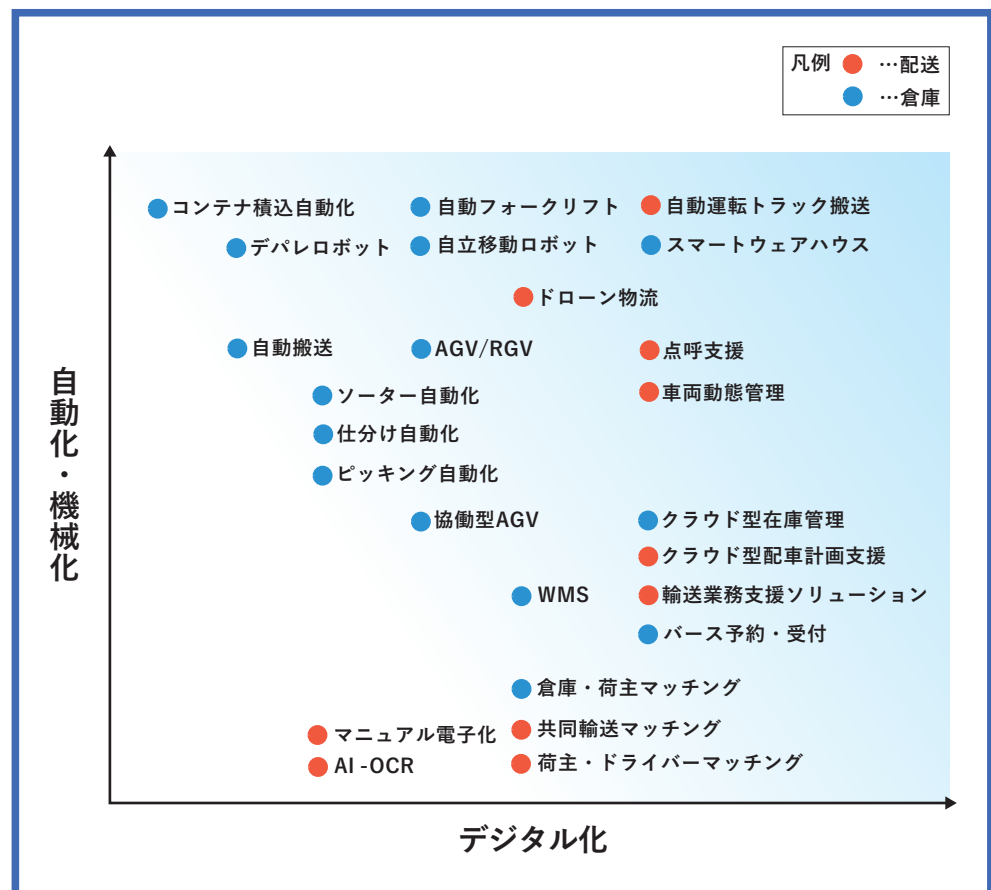 凡例 …配送
…倉庫
コンテナ積込自動化
自動フォークリフト
自動運転トラック搬送
デパレロボット
自立移動ロボット
スマートウェアハウス
ドローン物流
自動搬送
AGV/RGV
点呼支援
車両動態管理
ソーター自動化
仕分け自動化
ピッキング自動化
協働型AGV
クラウド型在庫管理
クラウド型配車計画支援
WMS
輸送業務支援ソリューション
バース予約・受付
倉庫・荷主マッチング
マニュアル電子化
共同輸送マッチング
AI -OCR
荷主・ドライバーマッチング
自動化・機械化
デジタル化